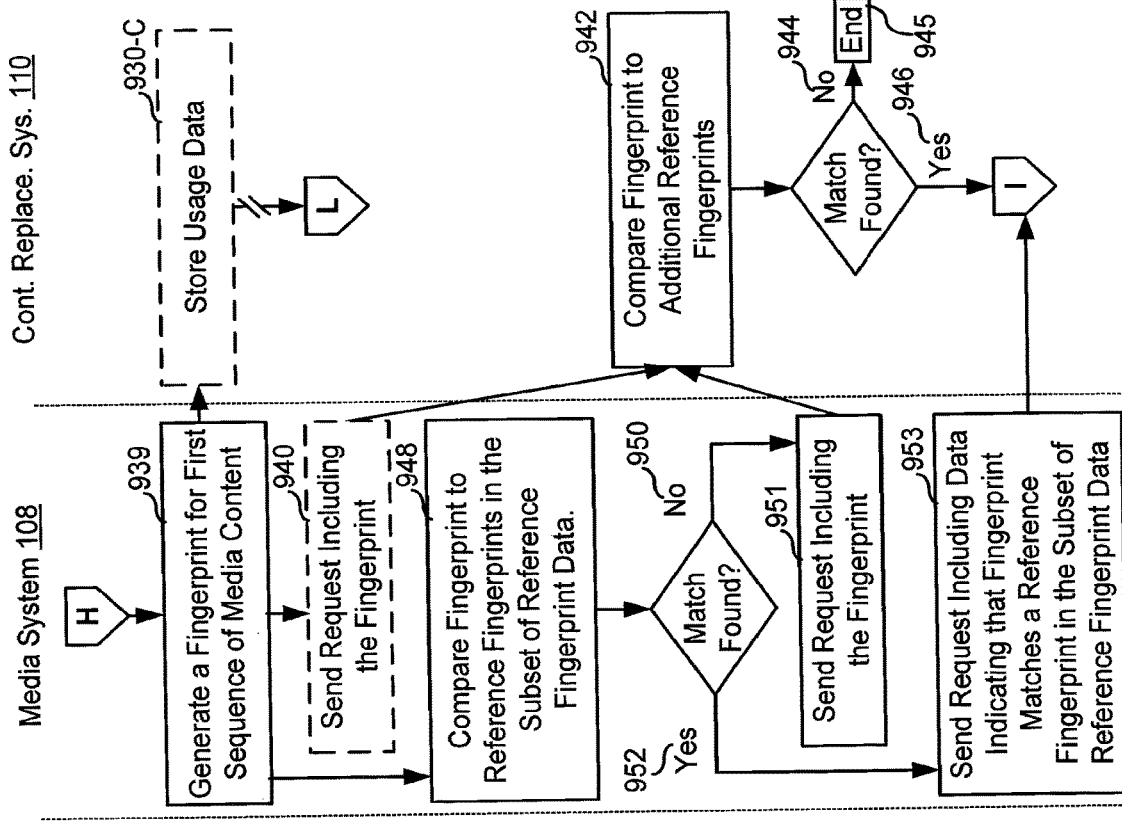 Media System 108
Cont. Replace. Sys. 110
H
939
Generate a Fingerprint for First
Sequence of Media Content
930-C
Store Usage Data
L
940
Send Request Including
the Fingerprint
948
Compare Fingerprint to
Reference Fingerprints in the
Subset of Reference
Fingerprint Data.
942
Compare Fingerprint to
Additional Reference
Fingerprints
Match
Found?
950
No
952
Yes
951
Send Request Including
the Fingerprint
Match
Found?
944
No
End
945
946
Yes
I
953
Send Request Including Data
Indicating that Fingerprint
Matches a Reference
Fingerprint in the Subset of
Reference Fingerprint Data